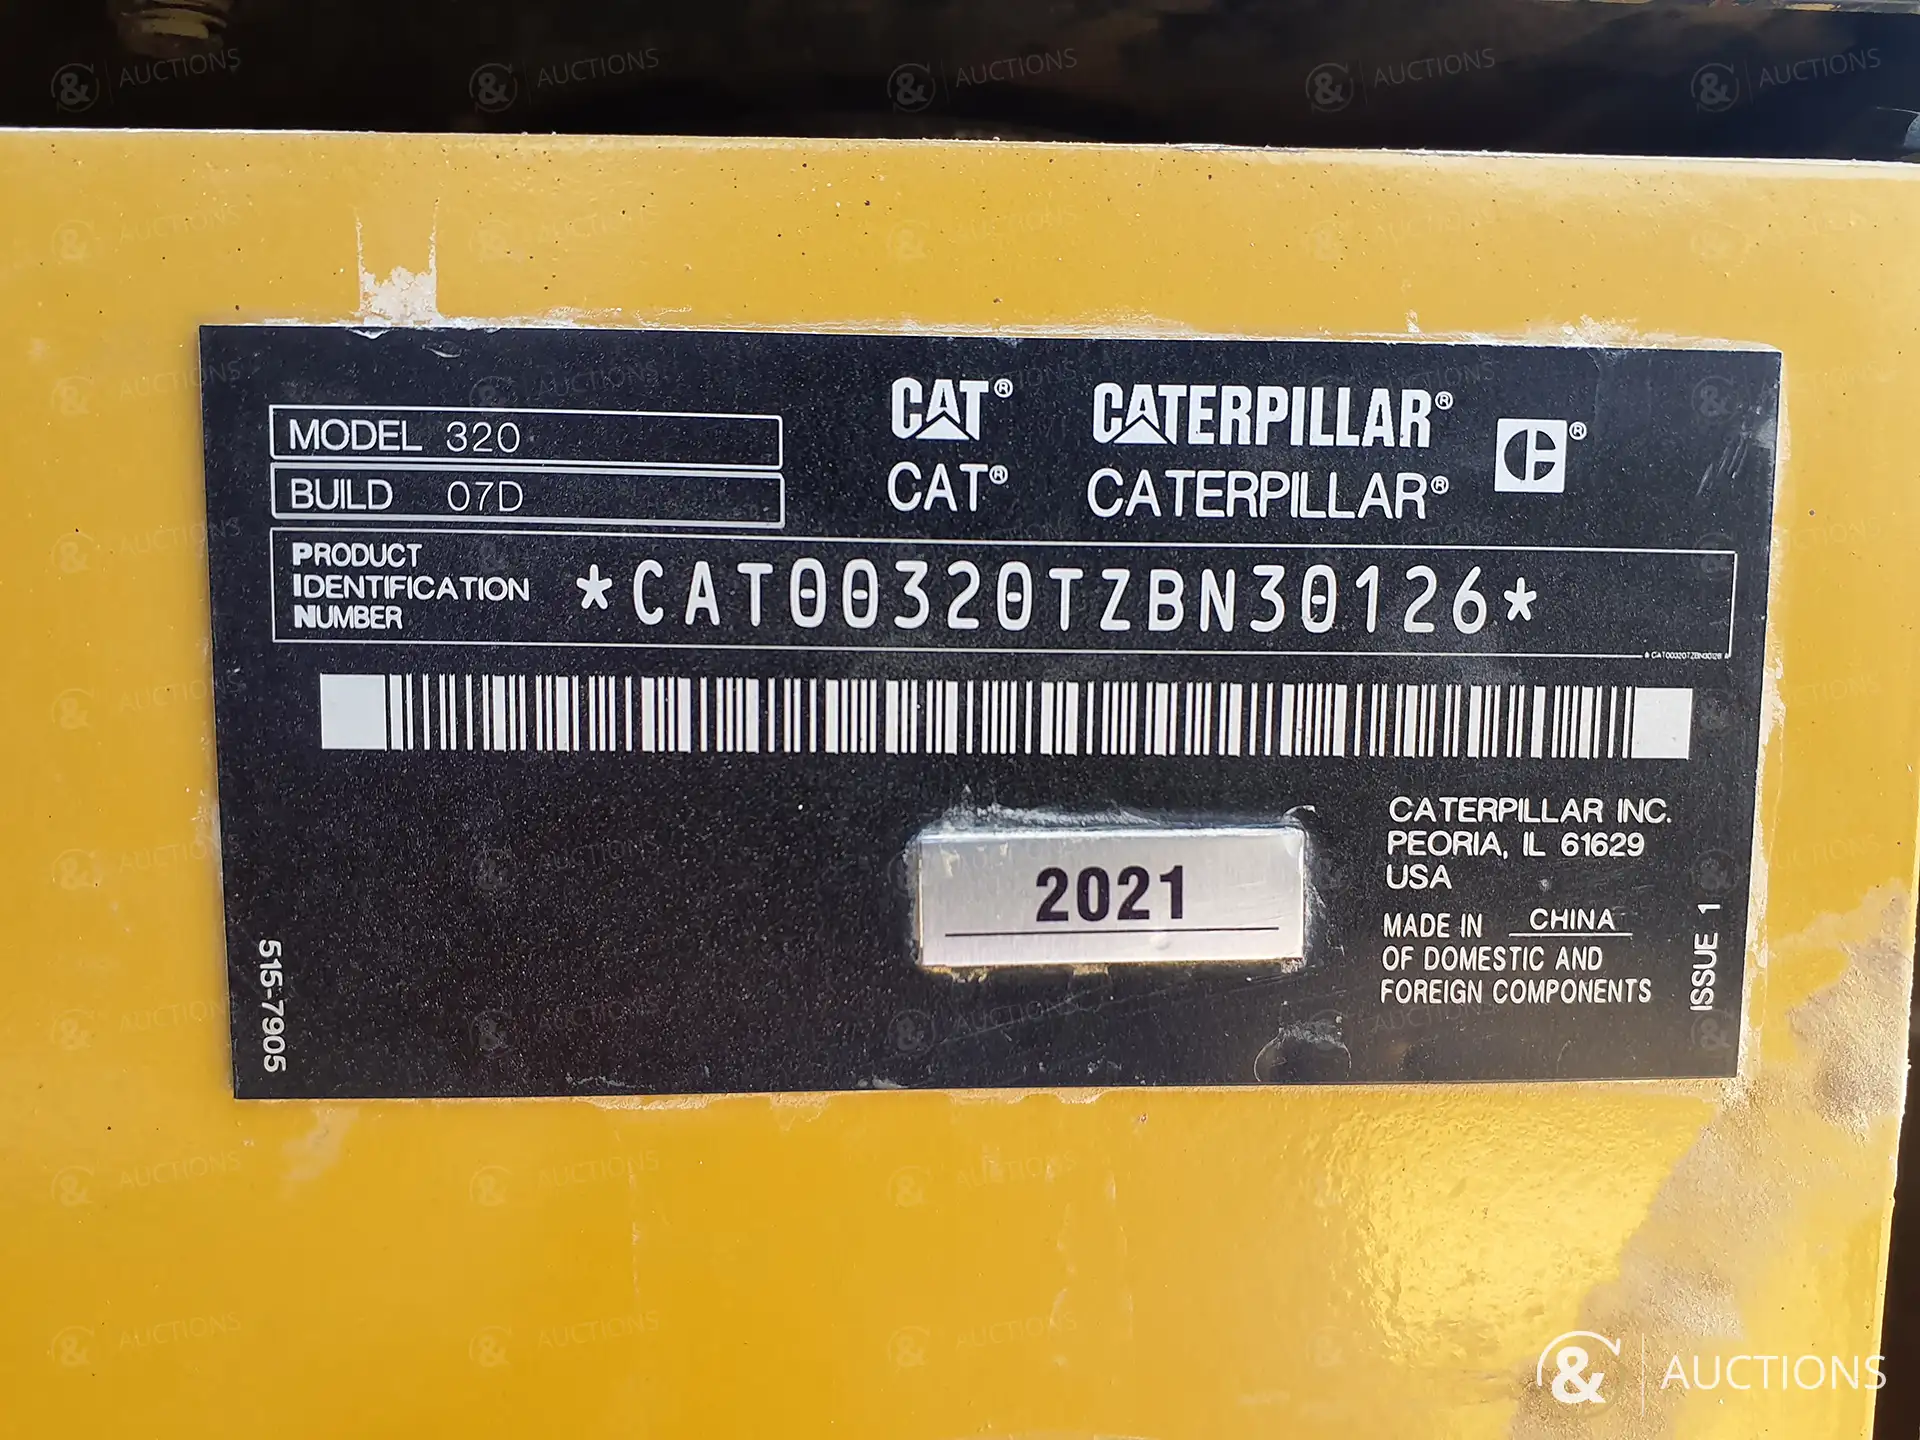 MODEL 320
BUILD 07D
CAT® CATERPILLAR® C®
CAT® CATERPILLAR®
PRODUCT
IDENTIFICATION
NUMBER
*CAT00320TZBN30126*
* CAT00320TZBN30126 *
2021
CATERPILLAR INC.
PEORIA, IL 61629
USA
MADE IN CHINA
OF DOMESTIC AND
FOREIGN COMPONENTS
ISSUE 1
515-7905
& AUCTIONS